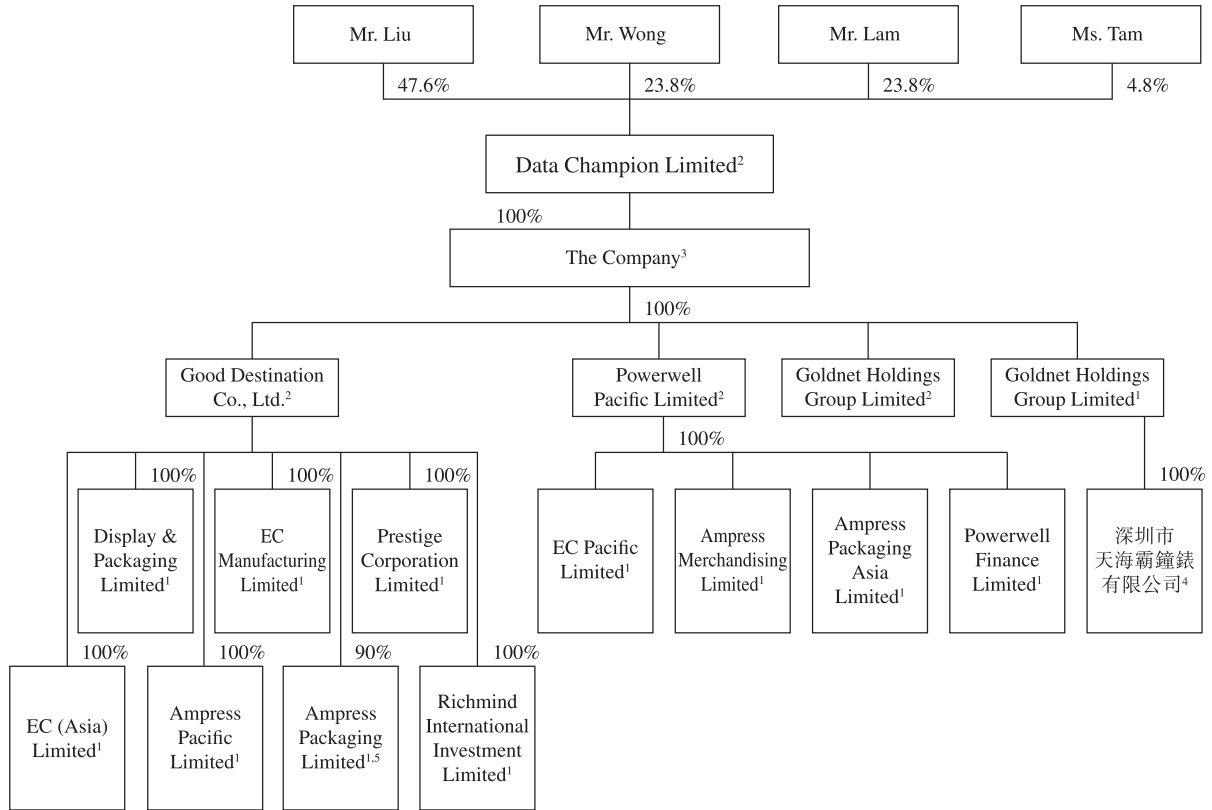 Mr. Liu
Mr. Wong
Mr. Lam
Ms. Tam
47.6%
23.8%
23.8%
4.8%
Data Champion Limited²
100%
The Company³
100%
Good Destination
Co., Ltd.²
Powerwell
Pacific Limited²
Goldnet Holdings
Group Limited²
Goldnet Holdings
Group Limited¹
100%
100%
100%
100%
100%
Display &
Packaging
Limited¹
EC
Manufacturing
Limited¹
Prestige
Corporation
Limited¹
EC Pacific
Limited¹
Ampress
Merchandising
Limited¹
Ampress
Packaging
Asia
Limited¹
Powerwell
Finance
Limited¹
深圳市
天海霸鐘錶
有限公司⁴
100%
100%
90%
100%
EC (Asia)
Limited¹
Ampress
Pacific
Limited¹
Ampress
Packaging
Limited¹,⁵
Richmind
International
Investment
Limited¹